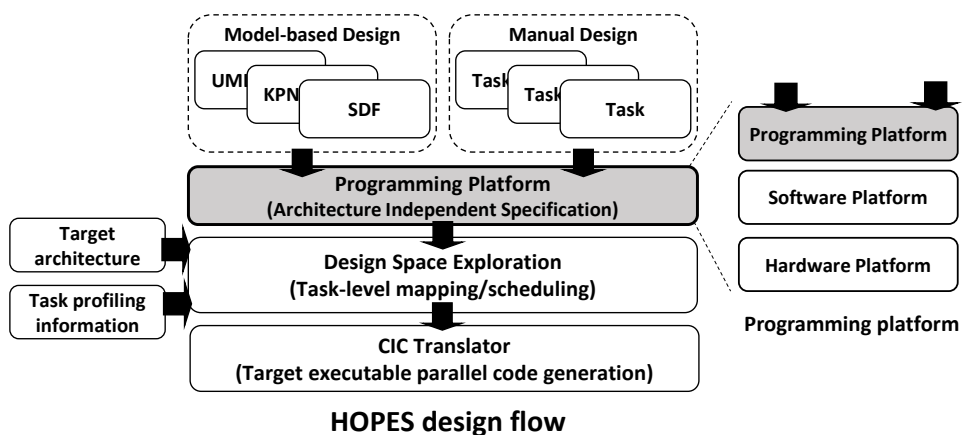 Model-based Design
Manual Design
KPN
SDF
Task
Task
Task
Programming Platform
(Architecture Independent Specification)
Target
architecture
Task profiling
information
Design Space Exploration
(Task-level mapping/scheduling)
CIC Translator
(Target executable parallel code generation)
HOPES design flow
Programming Platform
Software Platform
Hardware Platform
Programming platform